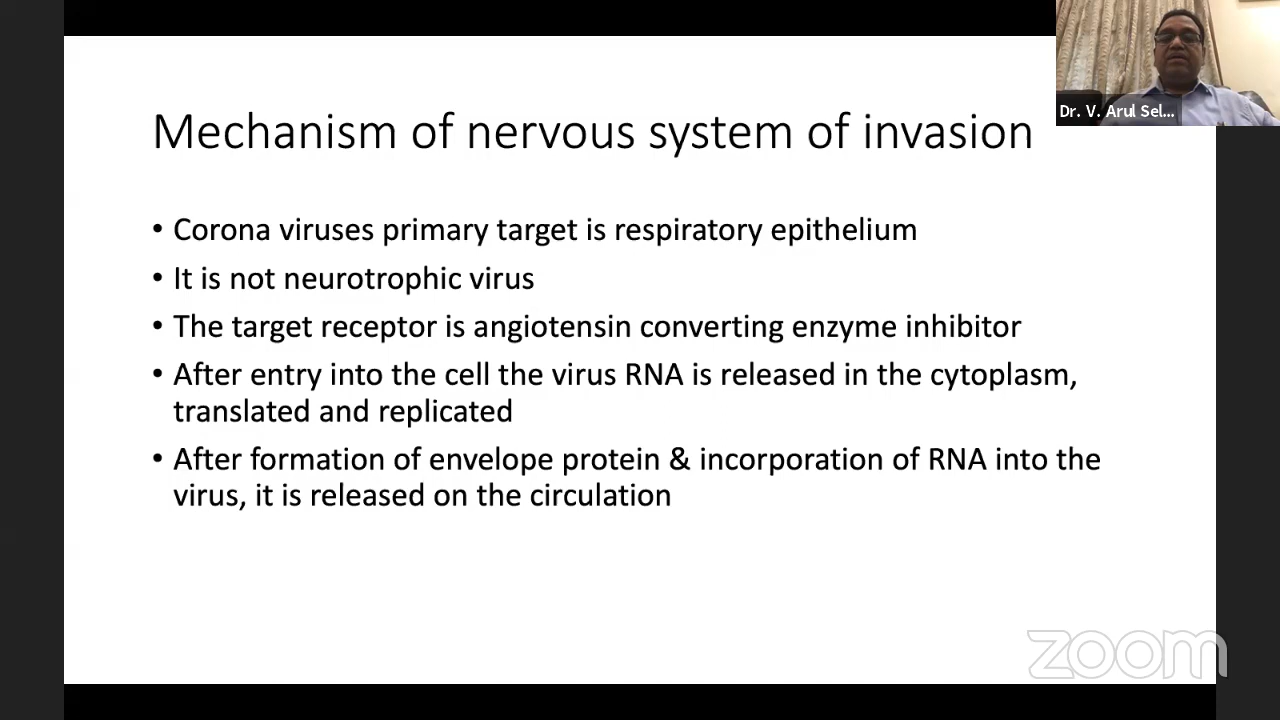 Dr. V. Arul Sel...
Mechanism of nervous system of invasion
• Corona viruses primary target is respiratory epithelium
• It is not neurotrophic virus
• The target receptor is angiotensin converting enzyme inhibitor
• After entry into the cell the virus RNA is released in the cytoplasm,
translated and replicated
• After formation of envelope protein & incorporation of RNA into the
virus, it is released on the circulation
zoom